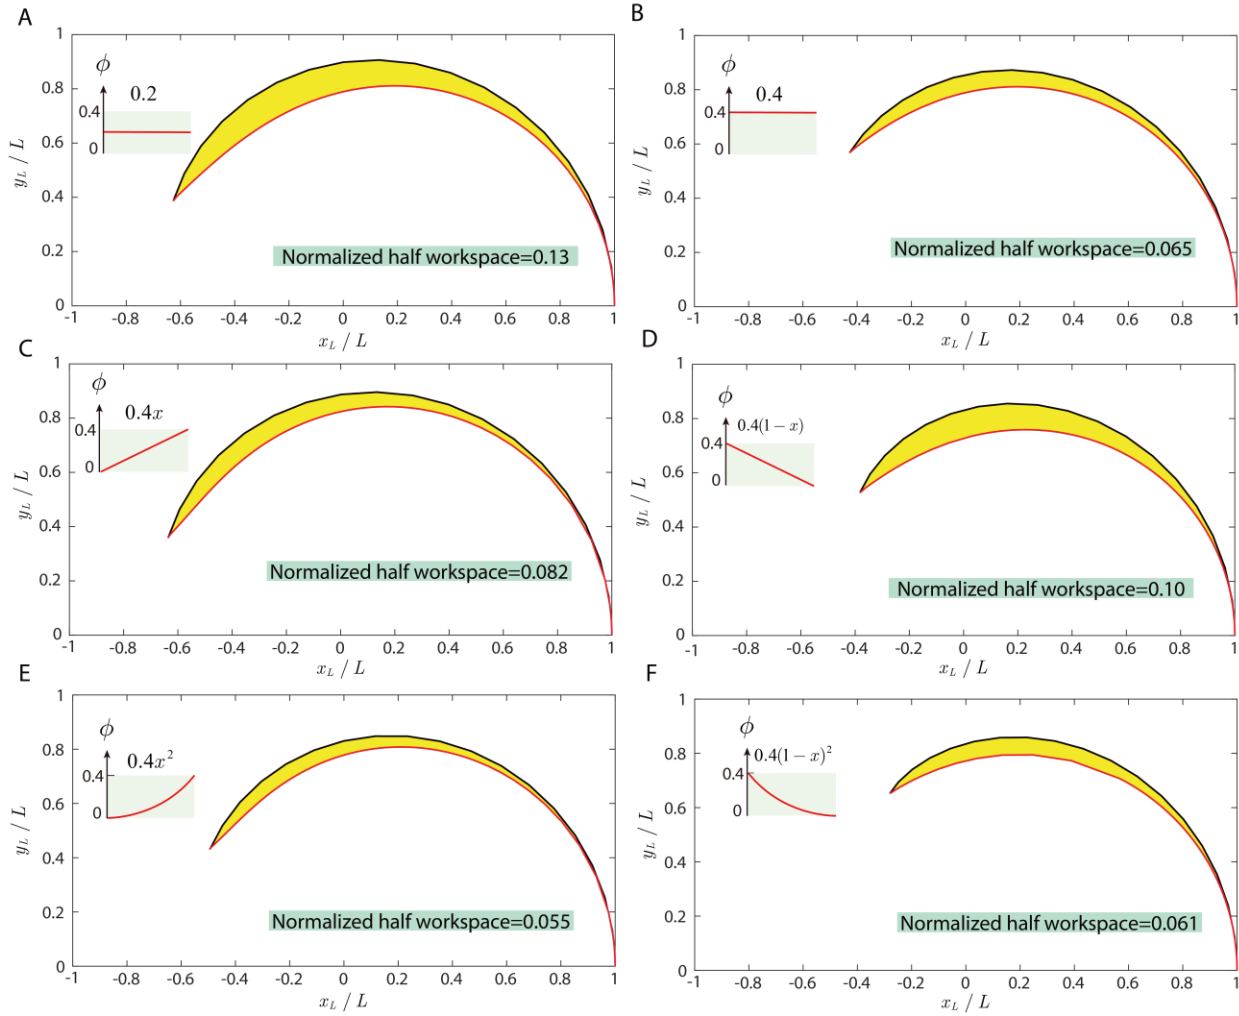 A
1
0.8
0.6
0.4
0.2
0
y_L / L
ϕ
0.4
0
0.2
Normalized half workspace=0.13
-1 -0.8 -0.6 -0.4 -0.2 0 0.2 0.4 0.6 0.8 1
x_L / L
B
1
0.8
0.6
0.4
0.2
0
y_L / L
ϕ
0.4
0
0.4
Normalized half workspace=0.065
-1 -0.8 -0.6 -0.4 -0.2 0 0.2 0.4 0.6 0.8 1
x_L / L
C
1
0.8
0.6
0.4
0.2
0
y_L / L
ϕ
0.4
0
0.4x
Normalized half workspace=0.082
-1 -0.8 -0.6 -0.4 -0.2 0 0.2 0.4 0.6 0.8 1
x_L / L
D
1
0.8
0.6
0.4
0.2
0
y_L / L
ϕ
0.4
0
0.4(1 − x)
Normalized half workspace=0.10
-1 -0.8 -0.6 -0.4 -0.2 0 0.2 0.4 0.6 0.8 1
x_L / L
E
1
0.8
0.6
0.4
0.2
0
y_L / L
ϕ
0.4
0
0.4x²
Normalized half workspace=0.055
-1 -0.8 -0.6 -0.4 -0.2 0 0.2 0.4 0.6 0.8 1
x_L / L
F
1
0.8
0.6
0.4
0.2
0
y_L / L
ϕ
0.4
0
0.4(1 − x)²
Normalized half workspace=0.061
-1 -0.8 -0.6 -0.4 -0.2 0 0.2 0.4 0.6 0.8 1
x_L / L